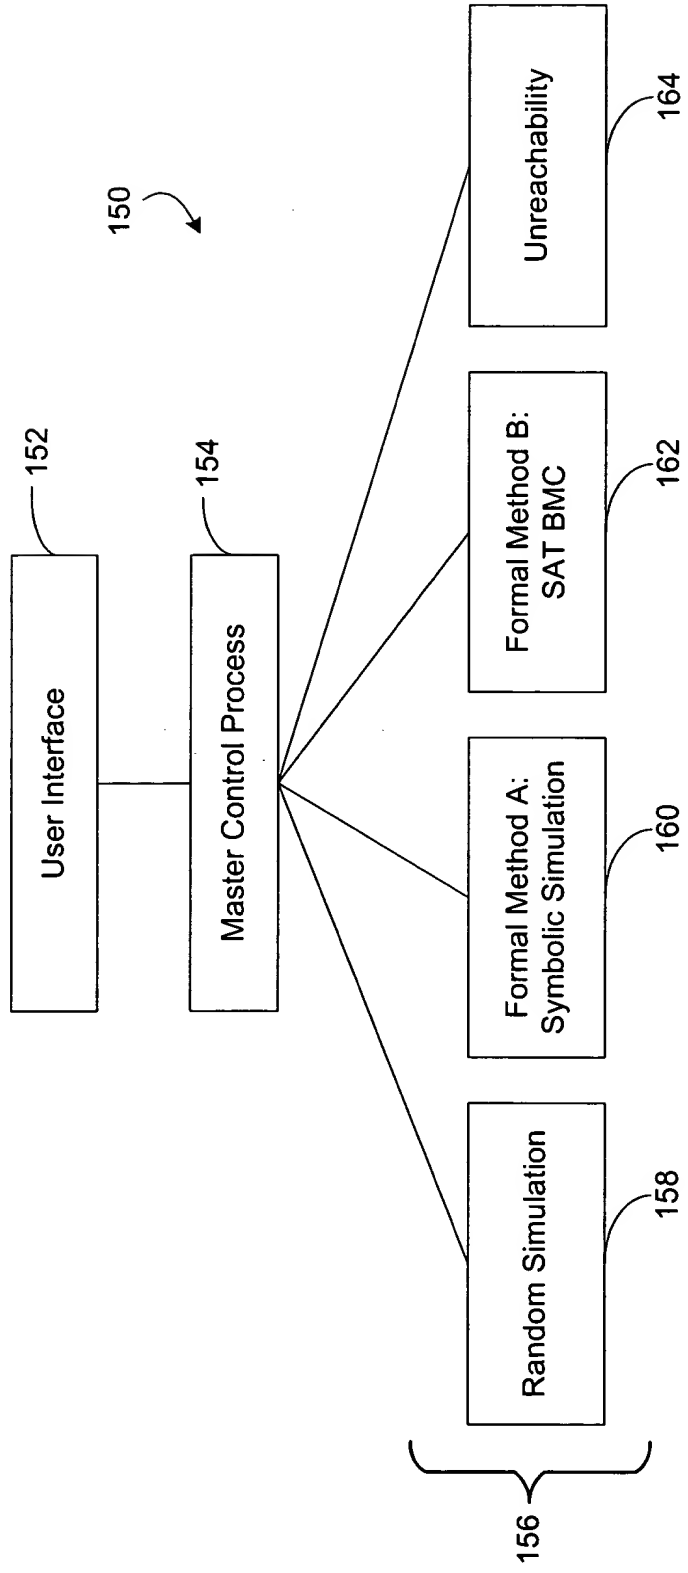 150
User Interface
152
Master Control Process
154
156
Random Simulation
158
Formal Method A:
Symbolic Simulation
160
Formal Method B:
SAT BMC
162
Unreachability
164